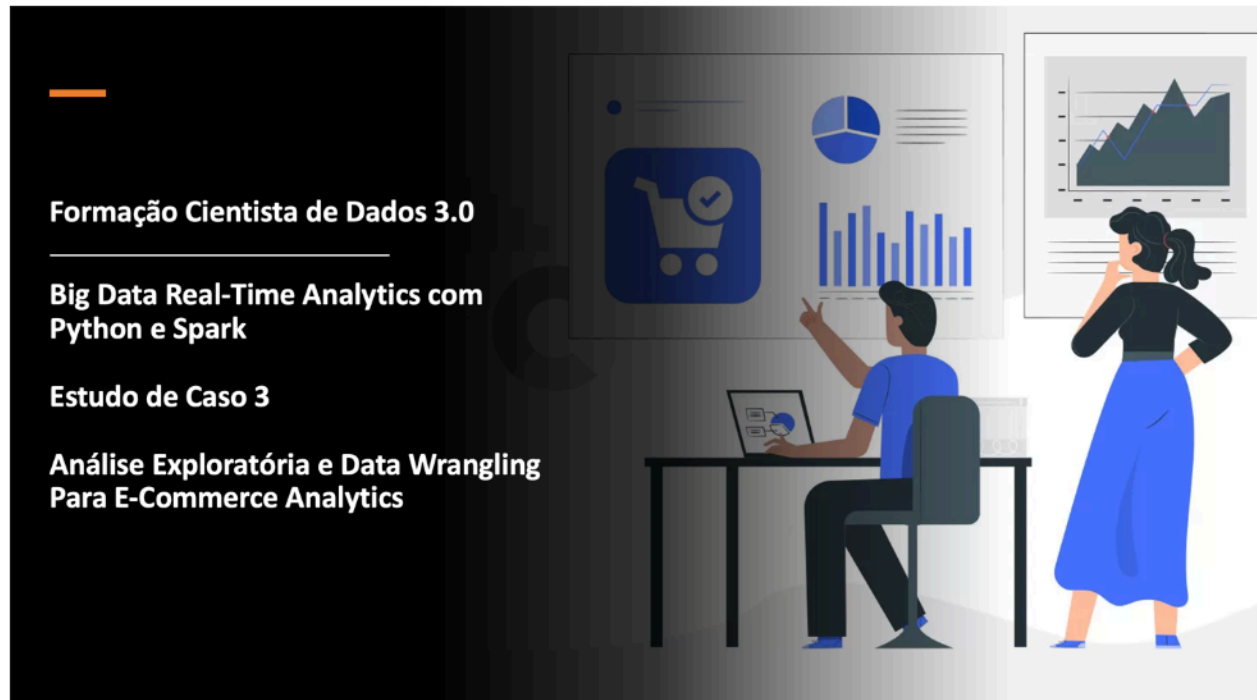 Formação Cientista de Dados 3.0
Big Data Real-Time Analytics com
Python e Spark
Estudo de Caso 3
Análise Exploratória e Data Wrangling
Para E-Commerce Analytics